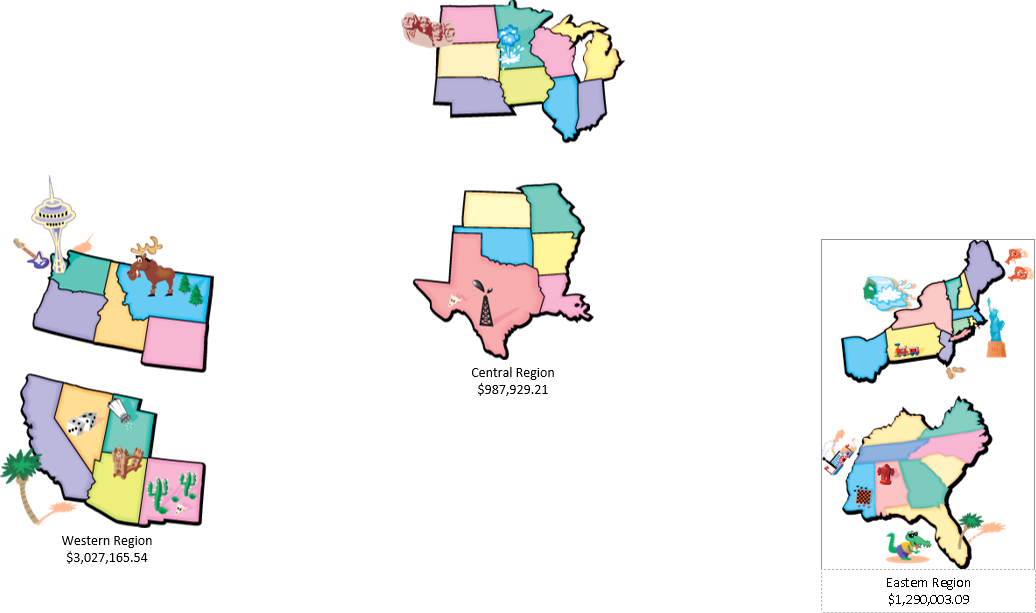 Central Region
$987,929.21
Western Region
$3,027,165.54
Eastern Region
$1,290,003.09